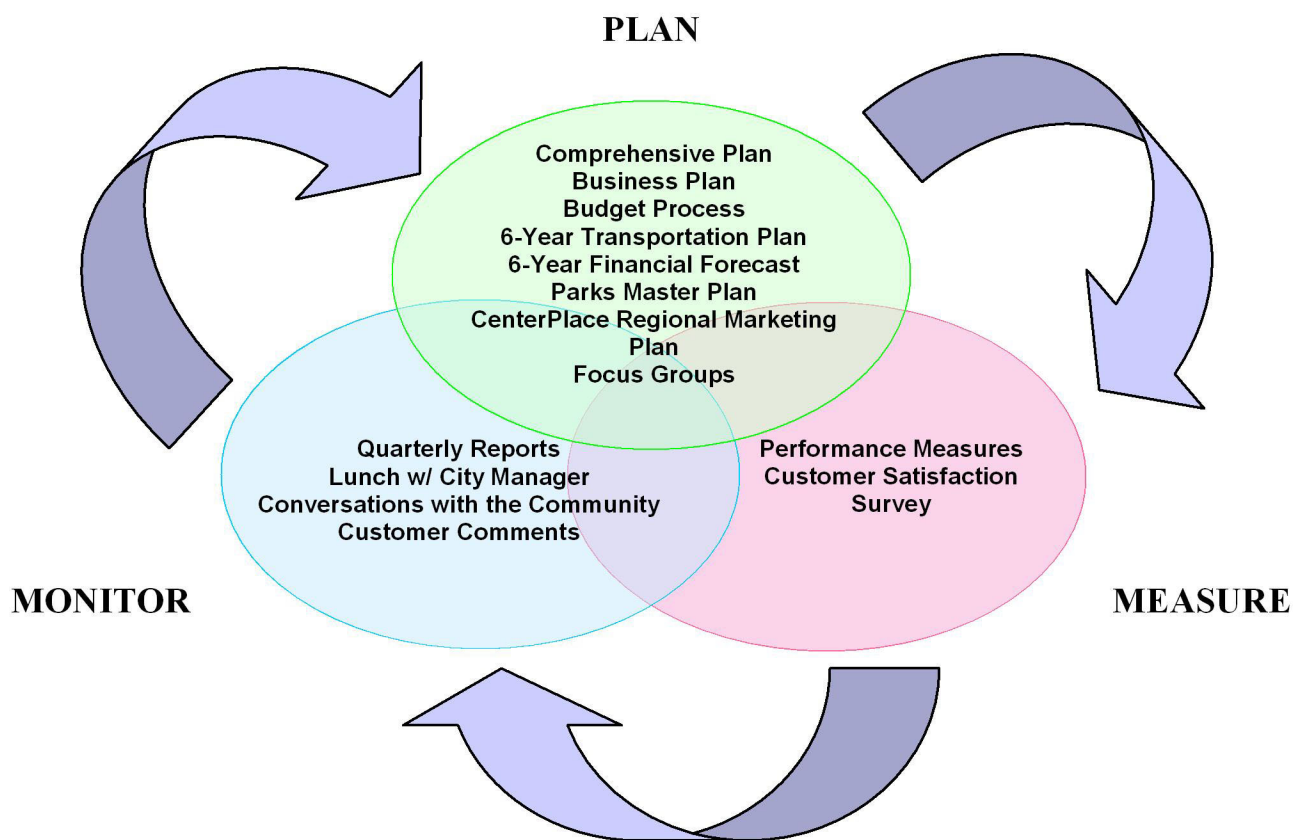 PLAN
Comprehensive Plan
Business Plan
Budget Process
6-Year Transportation Plan
6-Year Financial Forecast
Parks Master Plan
CenterPlace Regional Marketing
Plan
Focus Groups
Quarterly Reports
Lunch w/ City Manager
Conversations with the Community
Customer Comments
Performance Measures
Customer Satisfaction
Survey
MONITOR
MEASURE